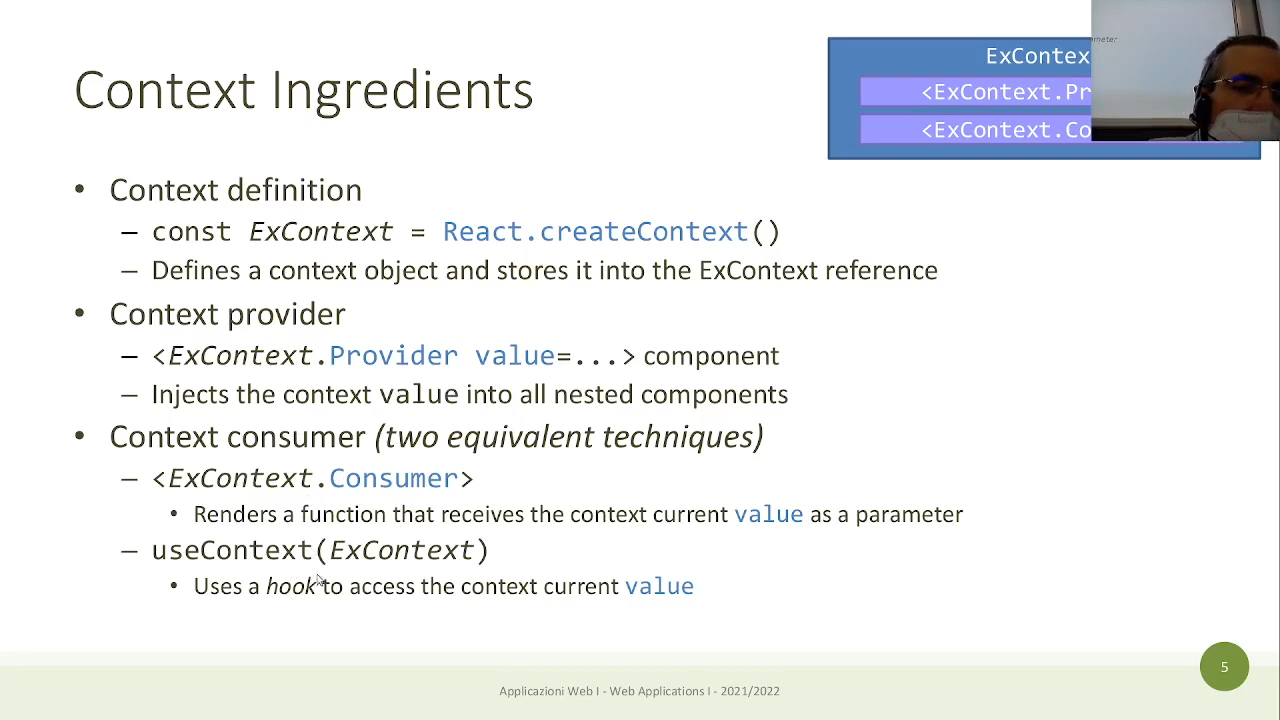 Context Ingredients
ExContex
<ExContext.Pr
<ExContext.Co
meter
• Context definition
– const ExContext = React.createContext()
– Defines a context object and stores it into the ExContext reference
• Context provider
– <ExContext.Provider value=...> component
– Injects the context value into all nested components
• Context consumer (two equivalent techniques)
– <ExContext.Consumer>
• Renders a function that receives the context current value as a parameter
– useContext(ExContext)
• Uses a hook to access the context current value
Applicazioni Web I - Web Applications I - 2021/2022
5